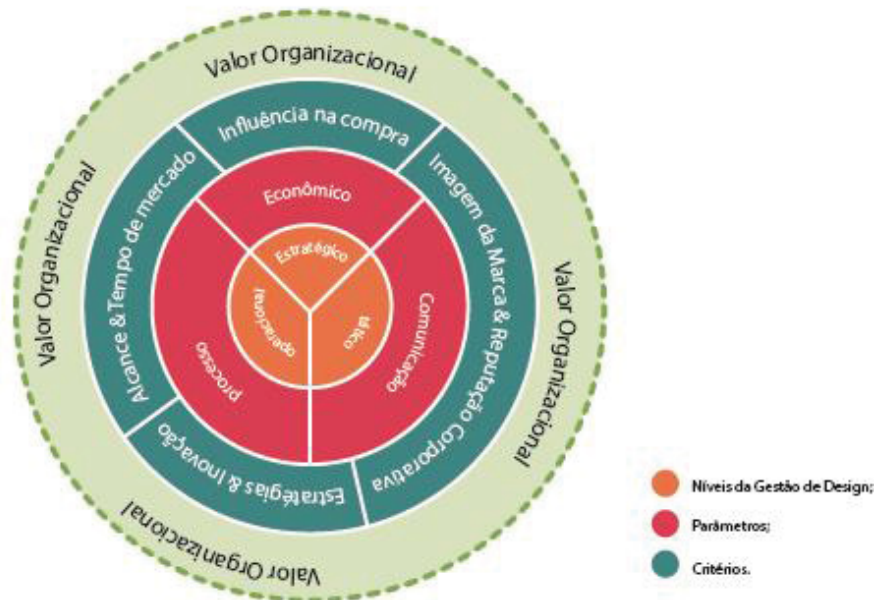 Valor Organizacional
Influência na compra
Imagem da Marca & Reputação Corporativa
Estratégias & Inovação
Alcance & Tempo de mercado
Econômico
Comunicação
processo
Estratégico
tático
operacional
Valor Organizacional
Valor Organizacional
Valor Organizacional
Níveis da Gestão de Design;
Parâmetros;
Critérios.